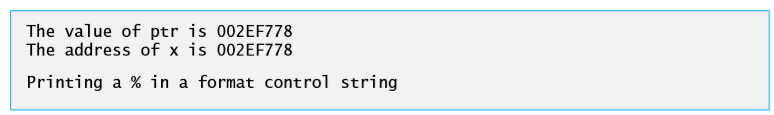 The value of ptr is 002EF778
The address of x is 002EF778
Printing a % in a format control string